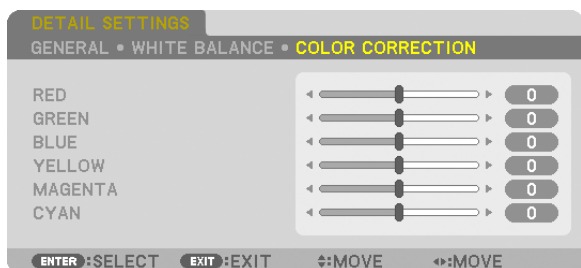 DETAIL SETTINGS
GENERAL • WHITE BALANCE • COLOR CORRECTION
RED 0
GREEN 0
BLUE 0
YELLOW 0
MAGENTA 0
CYAN 0
ENTER :SELECT EXIT :EXIT :MOVE :MOVE